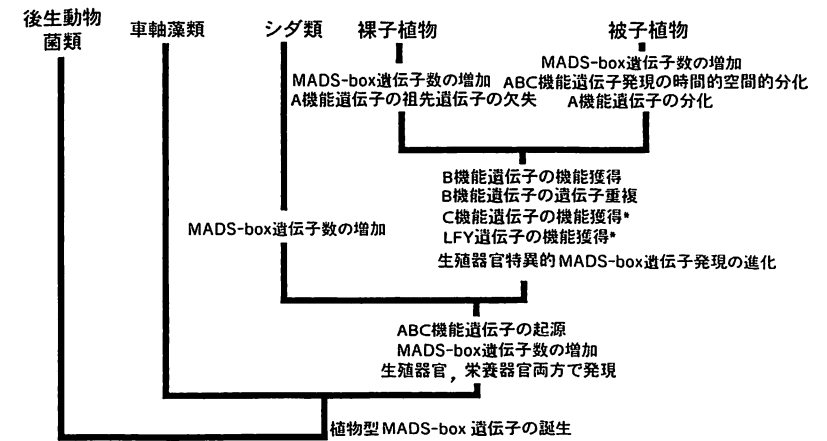 後生動物
菌類
車軸藻類
シダ類
裸子植物
被子植物
MADS-box遺伝子数の増加
A機能遺伝子の祖先遺伝子の欠失
MADS-box遺伝子数の増加
ABC機能遺伝子発現の時間的空間的分化
A機能遺伝子の分化
B機能遺伝子の機能獲得
B機能遺伝子の遺伝子重複
C機能遺伝子の機能獲得*
LFY遺伝子の機能獲得*
生殖器官特異的MADS-box遺伝子発現の進化
MADS-box遺伝子数の増加
ABC機能遺伝子の起源
MADS-box遺伝子数の増加
生殖器官，栄養器官両方で発現
植物型MADS-box 遺伝子の誕生